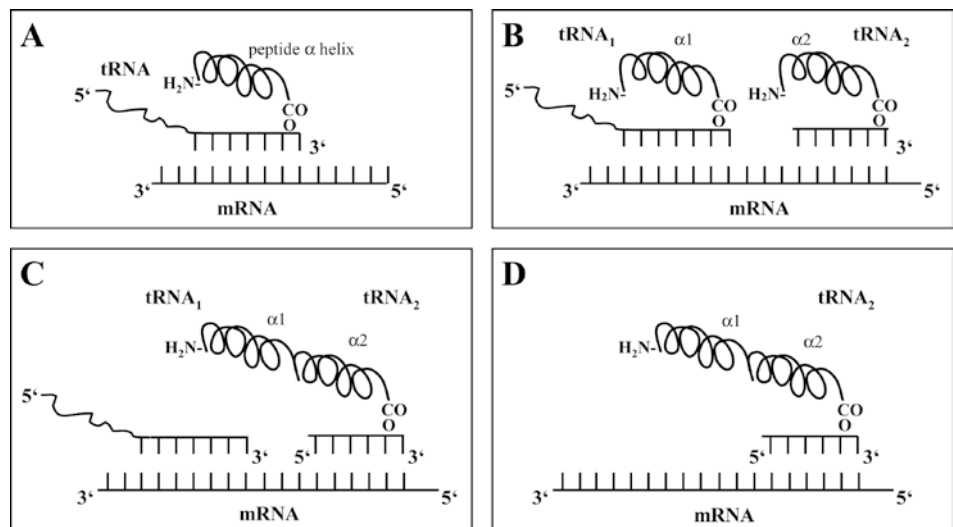 A
peptide α helix
tRNA
H₂N-
5‘
CO
O
3‘
3‘
5‘
mRNA
B
tRNA₁
α1
α2
tRNA₂
5‘
H₂N-
H₂N-
CO
O
CO
O
3‘
3‘
5‘
mRNA
C
tRNA₁
tRNA₂
α1
H₂N-
α2
5‘
CO
O
3‘
5‘
3‘
3‘
5‘
mRNA
D
tRNA₂
α1
H₂N-
α2
CO
O
5‘
3‘
3‘
5‘
mRNA